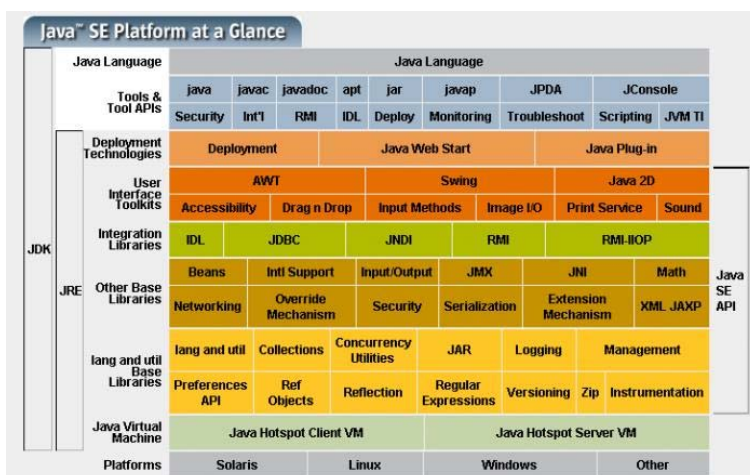 Java™ SE Platform at a Glance
Java Language Java Language
Tools & Tool APIs java javac javadoc apt jar javap JPDA JConsole
Security Int'l RMI IDL Deploy Monitoring Troubleshoot Scripting JVM TI
Deployment Technologies Deployment Java Web Start Java Plug-in
User Interface Toolkits AWT Swing Java 2D
Accessibility Drag n Drop Input Methods Image I/O Print Service Sound
Integration Libraries IDL JDBC JNDI RMI RMI-IIOP
JDK
JRE
Other Base Libraries Beans Intl Support Input/Output JMX JNI Math
Java SE API
Networking Override Mechanism Security Serialization Extension Mechanism XML JAXP
lang and util Base Libraries lang and util Collections Concurrency Utilities JAR Logging Management
Preferences API Ref Objects Reflection Regular Expressions Versioning Zip Instrumentation
Java Virtual Machine Java Hotspot Client VM Java Hotspot Server VM
Platforms Solaris Linux Windows Other